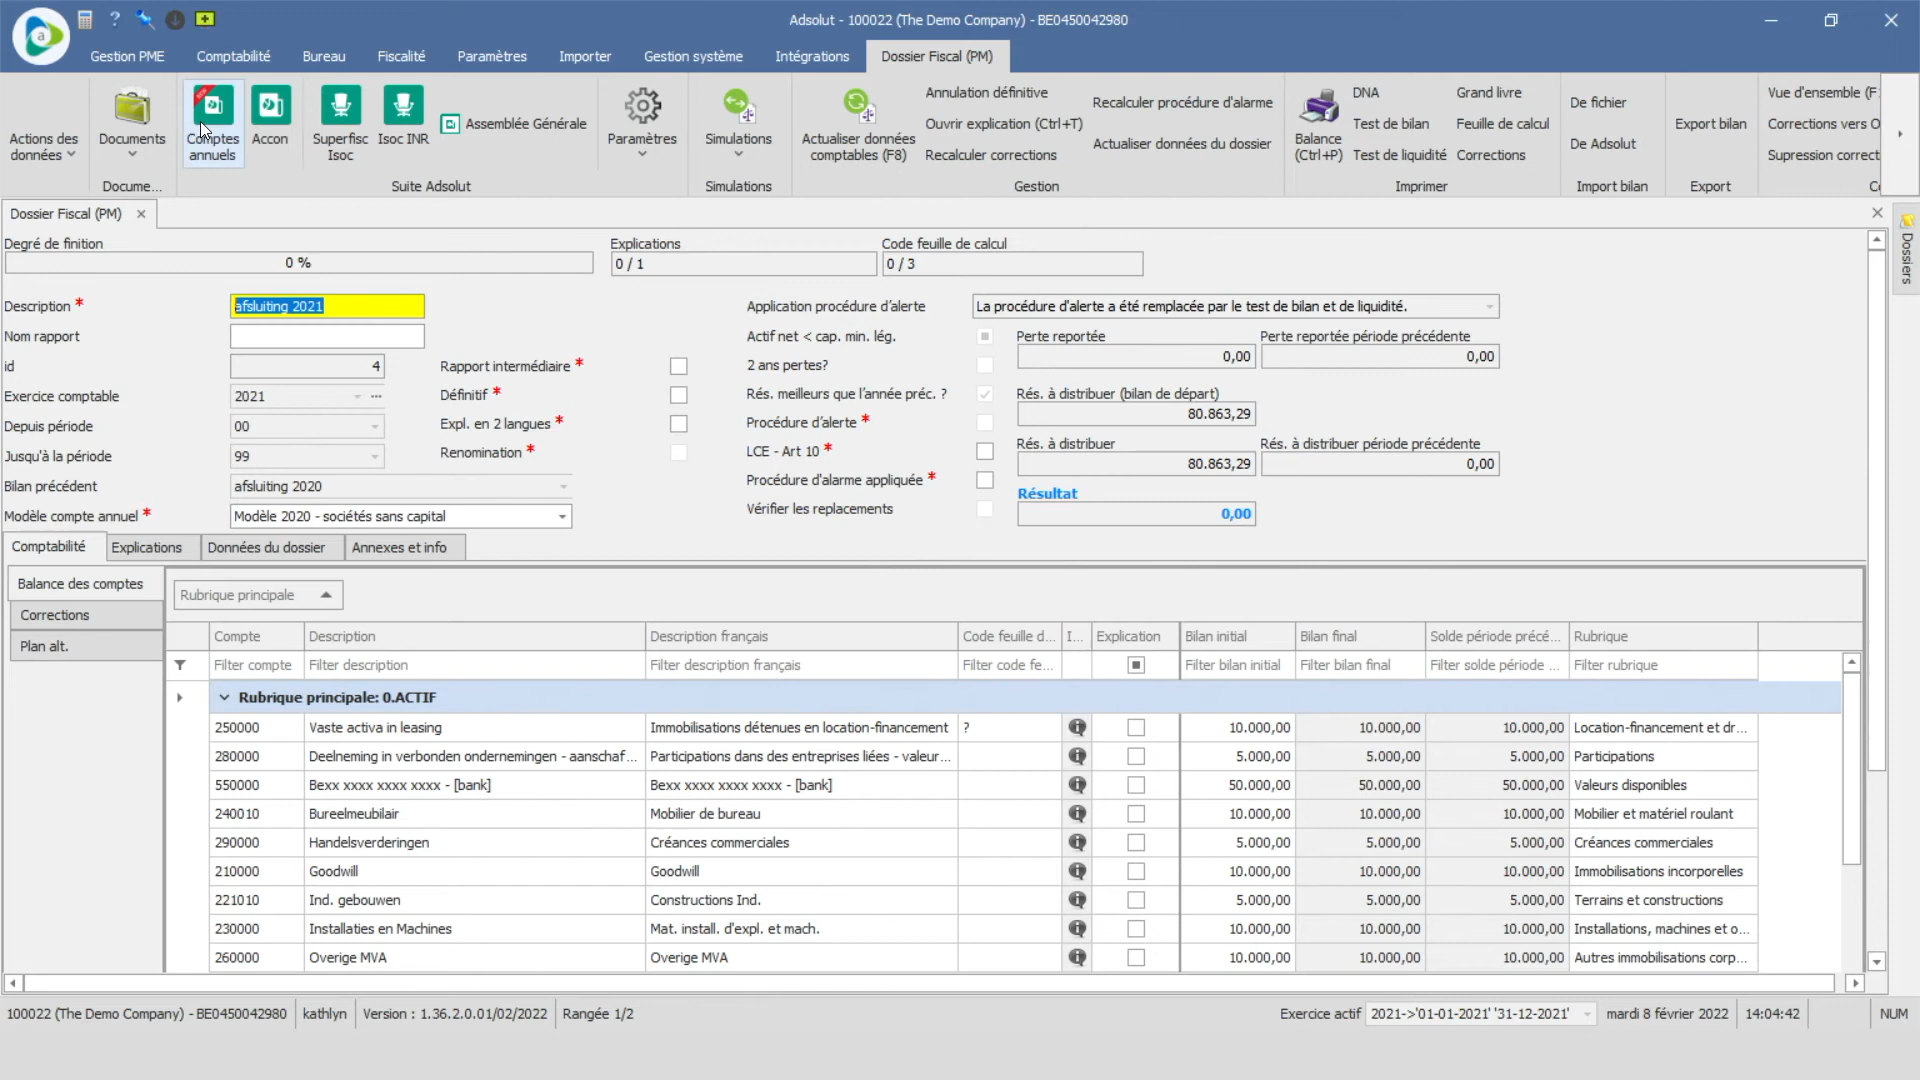 Adsolut - 100022 (The Demo Company) - BE0450042980
Gestion PME Comptabilité Bureau Fiscalité Paramètres Importer Gestion système Intégrations Dossier Fiscal (PM)
Actions des données
Documents
Comptes annuels
Accon
Superfisc Isoc
Isoc INR
Assemblée Générale
Paramètres
Simulations
Actualiser données comptables (F8)
Annulation définitive
Ouvrir explication (Ctrl+T)
Recalculer corrections
Recalculer procédure d'alarme
Actualiser données du dossier
Balance (Ctrl+P)
DNA
Test de bilan
Test de liquidité
Grand livre
Feuille de calcul
Corrections
De fichier
De Adsolut
Export bilan
Vue d'ensemble (F
Corrections vers
Supression correct
Docume... Suite Adsolut Simulations Gestion Imprimer Import bilan Export
Dossier Fiscal (PM)
Dossiers
Degré de finition Explications Code feuille de calcul
0 % 0 / 1 0 / 3
Description * afsluiting 2021
Nom rapport
id 4
Exercice comptable 2021 ...
Depuis période 00
Jusqu'à la période 99
Bilan précédent afsluiting 2020
Modèle compte annuel * Modèle 2020 - sociétés sans capital
Rapport intermédiaire *
Définitif *
Expl. en 2 langues *
Renomination *
Application procédure d'alerte La procédure d'alerte a été remplacée par le test de bilan et de liquidité.
Actif net < cap. min. lég.
2 ans pertes?
Rés. meilleurs que l'année préc. ?
Procédure d'alerte *
LCE - Art 10 *
Procédure d'alarme appliquée *
Vérifier les replacements
Perte reportée Perte reportée période précédente
0,00 0,00
Rés. à distribuer (bilan de départ)
80.863,29
Rés. à distribuer Rés. à distribuer période précédente
80.863,29 0,00
Résultat
0,00
Comptabilité Explications Données du dossier Annexes et info
Balance des comptes
Corrections
Plan alt.
Rubrique principale
Compte Description Description français Code feuille d... I... Explication Bilan initial Bilan final Solde période précé... Rubrique
Filter compte Filter description Filter description français Filter code fe... Filter bilan initial Filter bilan final Filter solde période ... Filter rubrique
Rubrique principale: 0.ACTIF
250000 Vaste activa in leasing Immobilisations détenues en location-financement ? 10.000,00 10.000,00 10.000,00 Location-financement et dr...
280000 Deelneming in verbonden ondernemingen - aanschaf... Participations dans des entreprises liées - valeur... 5.000,00 5.000,00 5.000,00 Participations
550000 Bexx xxxx xxxx xxxx - [bank] Bexx xxxx xxxx xxxx - [bank] 50.000,00 50.000,00 50.000,00 Valeurs disponibles
240010 Bureelmeubilair Mobilier de bureau 10.000,00 10.000,00 10.000,00 Mobilier et matériel roulant
290000 Handelsverderingen Créances commerciales 5.000,00 5.000,00 5.000,00 Créances commerciales
210000 Goodwill Goodwill 10.000,00 10.000,00 10.000,00 Immobilisations incorporelles
221010 Ind. gebouwen Constructions Ind. 5.000,00 5.000,00 5.000,00 Terrains et constructions
230000 Installaties en Machines Mat. install. d'expl. et mach. 10.000,00 10.000,00 10.000,00 Installations, machines et o...
260000 Overige MVA Overige MVA 10.000,00 10.000,00 10.000,00 Autres immobilisations corp...
100022 (The Demo Company) - BE0450042980 kathlyn Version : 1.36.2.0.01/02/2022 Rangée 1/2 Exercice actif 2021->'01-01-2021' '31-12-2021' mardi 8 février 2022 14:04:42 NUM